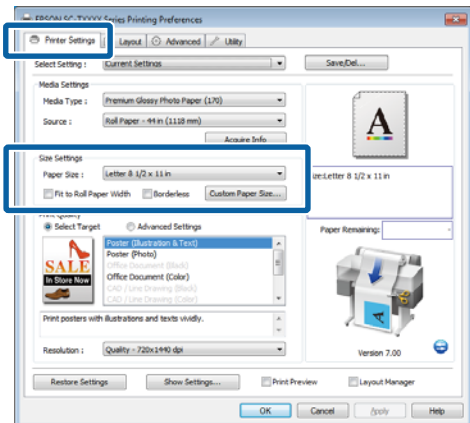 EPSON SC-TXXXX Series Printing Preferences
Printer Settings Layout Advanced Utility
Select Setting : Current Settings Save/Del...
Media Settings
Media Type : Premium Glossy Photo Paper (170)
Source : Roll Paper - 44 in (1118 mm)
Acquire Info
A
Size Settings
Paper Size : Letter 8 1/2 x 11 in
ize:Letter 8 1/2 x 11 in
Fit to Roll Paper Width Borderless Custom Paper Size...
Print Quality
Select Target Advanced Settings
Paper Remaining: -
Poster (Illustration & Text)
Poster (Photo)
Office Document (Black)
Office Document (Color)
CAD / Line Drawing (Black)
CAD / Line Drawing (Color)
SALE
In Store Now
Print posters with illustrations and texts vividly.
A
Resolution : Quality - 720x1440 dpi
Version 7.00
Restore Settings Show Settings... Print Preview Layout Manager
OK Cancel Apply Help